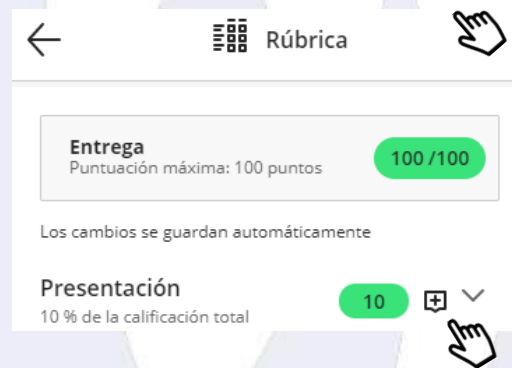 Rúbrica
Entrega
Puntuación máxima: 100 puntos
100 /100
Los cambios se guardan automáticamente
Presentación
10 % de la calificación total
10